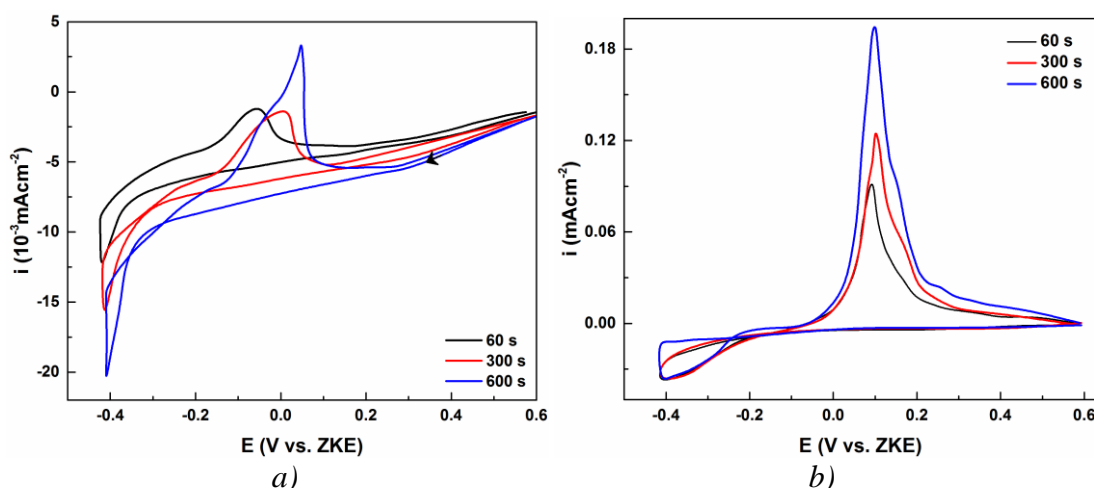 5
0
-5
-10
-15
-20
i (10⁻³mAcm⁻²)
60 s
300 s
600 s
-0.4
-0.2
0.0
0.2
0.4
0.6
E (V vs. ZKE)
a)
0.18
0.12
0.06
0.00
i (mAcm⁻²)
60 s
300 s
600 s
-0.4
-0.2
0.0
0.2
0.4
0.6
E (V vs. ZKE)
b)